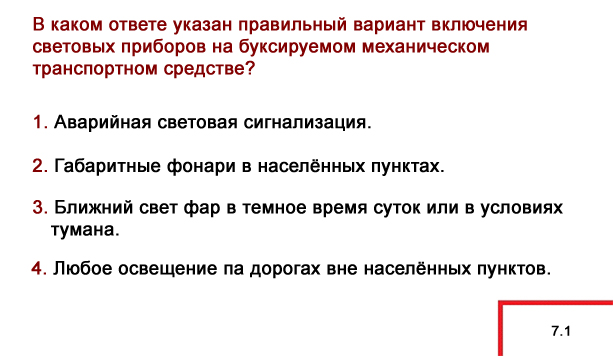 В каком ответе указан правильный вариант включения
световых приборов на буксируемом механическом
транспортном средстве?
1. Аварийная световая сигнализация.
2. Габаритные фонари в населённых пунктах.
3. Ближний свет фар в темное время суток или в условиях
тумана.
4. Любое освещение па дорогах вне населённых пунктов.
7.1